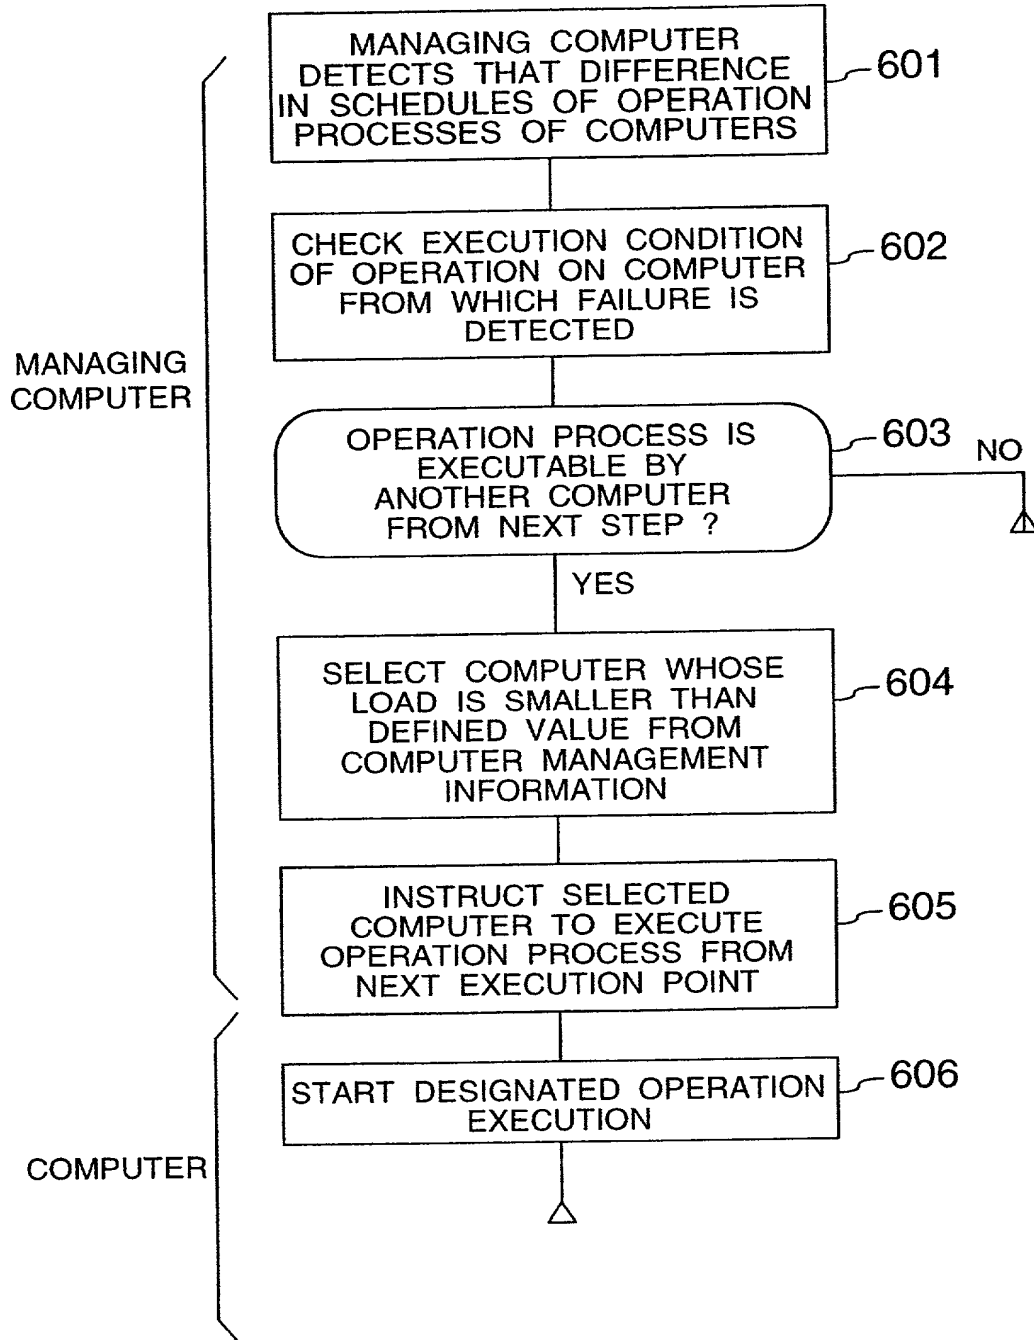 MANAGING COMPUTER
DETECTS THAT DIFFERENCE
IN SCHEDULES OF OPERATION
PROCESSES OF COMPUTERS
601
CHECK EXECUTION CONDITION
OF OPERATION ON COMPUTER
FROM WHICH FAILURE IS
DETECTED
602
MANAGING
COMPUTER
OPERATION PROCESS IS
EXECUTABLE BY
ANOTHER COMPUTER
FROM NEXT STEP ?
603
NO
YES
SELECT COMPUTER WHOSE
LOAD IS SMALLER THAN
DEFINED VALUE FROM
COMPUTER MANAGEMENT
INFORMATION
604
INSTRUCT SELECTED
COMPUTER TO EXECUTE
OPERATION PROCESS FROM
NEXT EXECUTION POINT
605
START DESIGNATED OPERATION
EXECUTION
606
COMPUTER